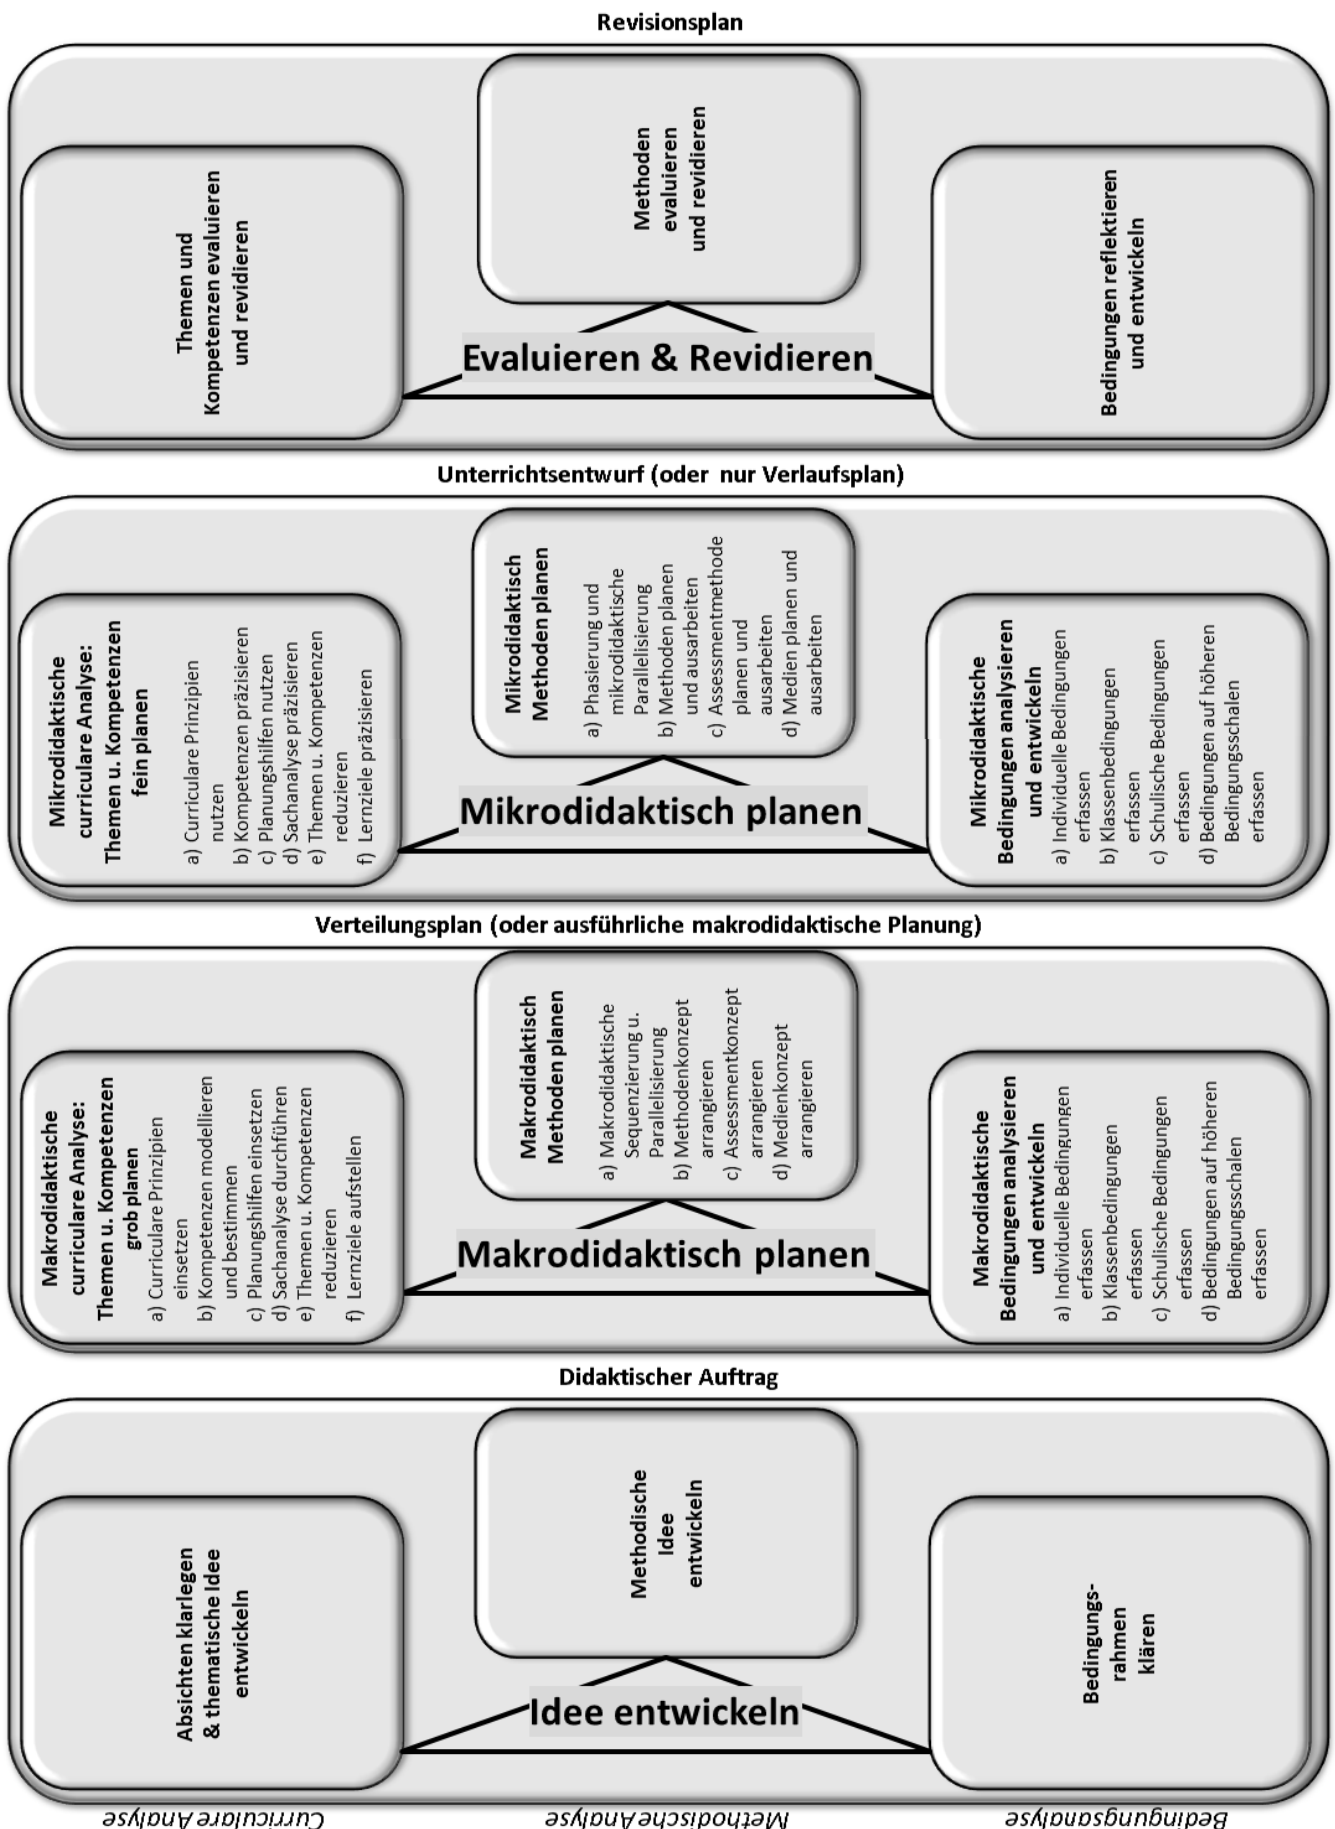 Revisionsplan
Themen und
Kompetenzen evaluieren
und revidieren
Methoden
evaluieren
und revidieren
Evaluieren & Revidieren
Bedingungen reflektieren
und entwickeln
Unterrichtsentwurf (oder nur Verlaufsplan)
Mikrodidaktische
curriculare Analyse:
Themen u. Kompetenzen
fein planen
a) Curriculare Prinzipien
nutzen
b) Kompetenzen präzisieren
c) Planungshilfen nutzen
d) Sachanalyse präzisieren
e) Themen u. Kompetenzen
reduzieren
f) Lernziele präzisieren
Mikrodidaktisch
Methoden planen
a) Phasierung und
mikrodidaktische
Parallelisierung
b) Methoden planen
und ausarbeiten
c) Assessmentmethode
planen und
ausarbeiten
d) Medien planen und
ausarbeiten
Mikrodidaktisch planen
Mikrodidaktische
Bedingungen analysieren
und entwickeln
a) Individuelle Bedingungen
erfassen
b) Klassenbedingungen
erfassen
c) Schulische Bedingungen
erfassen
d) Bedingungen auf höheren
Bedingungsschalen
erfassen
Verteilungsplan (oder ausführliche makrodidaktische Planung)
Makrodidaktische
curriculare Analyse:
Themen u. Kompetenzen
grob planen
a) Curriculare Prinzipien
einsetzen
b) Kompetenzen modellieren
und bestimmen
c) Planungshilfen einsetzen
d) Sachanalyse durchführen
e) Themen u. Kompetenzen
reduzieren
f) Lernziele aufstellen
Makrodidaktisch
Methoden planen
a) Makrodidaktische
Sequenzierung u.
Parallelisierung
b) Methodenkonzept
arrangieren
c) Assessmentkonzept
arrangieren
d) Medienkonzept
arrangieren
Makrodidaktisch planen
Makrodidaktische
Bedingungen analysieren
und entwickeln
a) Individuelle Bedingungen
erfassen
b) Klassenbedingungen
erfassen
c) Schulische Bedingungen
erfassen
d) Bedingungen auf höheren
Bedingungsschalen
erfassen
Didaktischer Auftrag
Absichten klarlegen
& thematische Idee
entwickeln
Methodische
Idee
entwickeln
Idee entwickeln
Bedingungs-
rahmen
klären
Curriculare Analyse
Methodische Analyse
Bedingungsanalyse